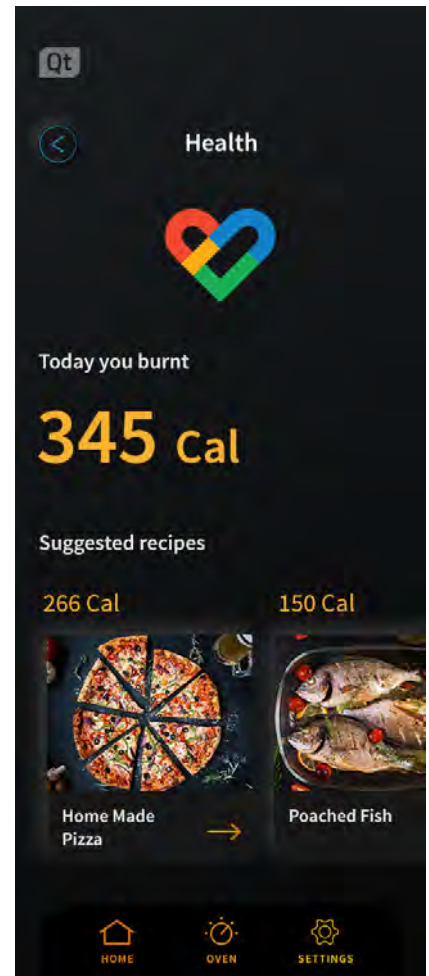 Qt
Health
Today you burnt
345 Cal
Suggested recipes
266 Cal
150 Cal
Home Made
Pizza
Poached Fish
HOME
OVEN
SETTINGS